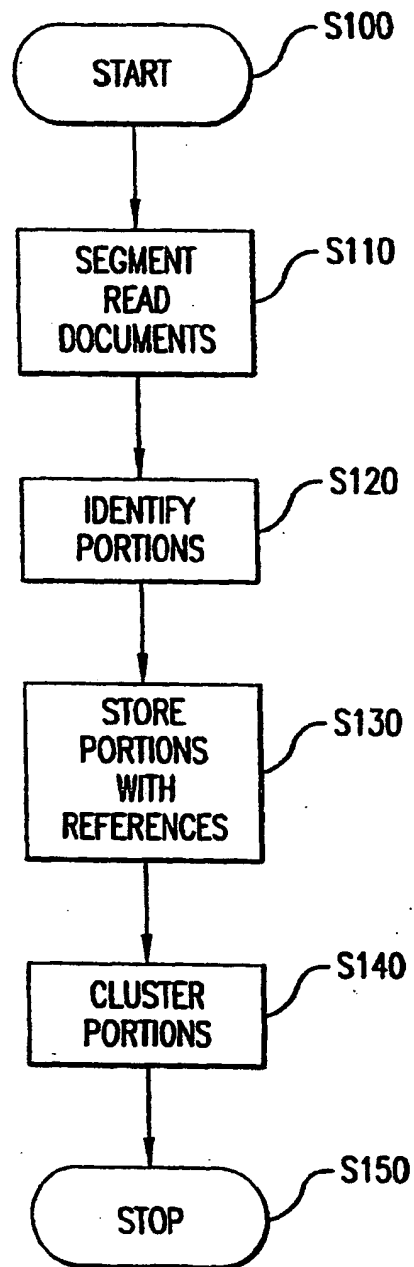 START
S100
SEGMENT
READ
DOCUMENTS
S110
IDENTIFY
PORTIONS
S120
STORE
PORTIONS
WITH
REFERENCES
S130
CLUSTER
PORTIONS
S140
STOP
S150